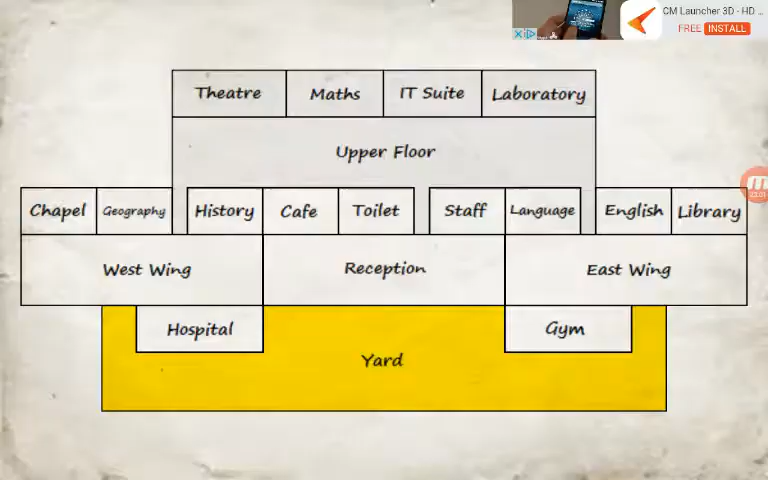 CM Launcher 3D - HD ...
FREE INSTALL
Theatre Maths IT Suite Laboratory
Upper Floor
Chapel Geography History Cafe Toilet Staff Language English Library
West Wing Reception East Wing
Hospital Gym
Yard